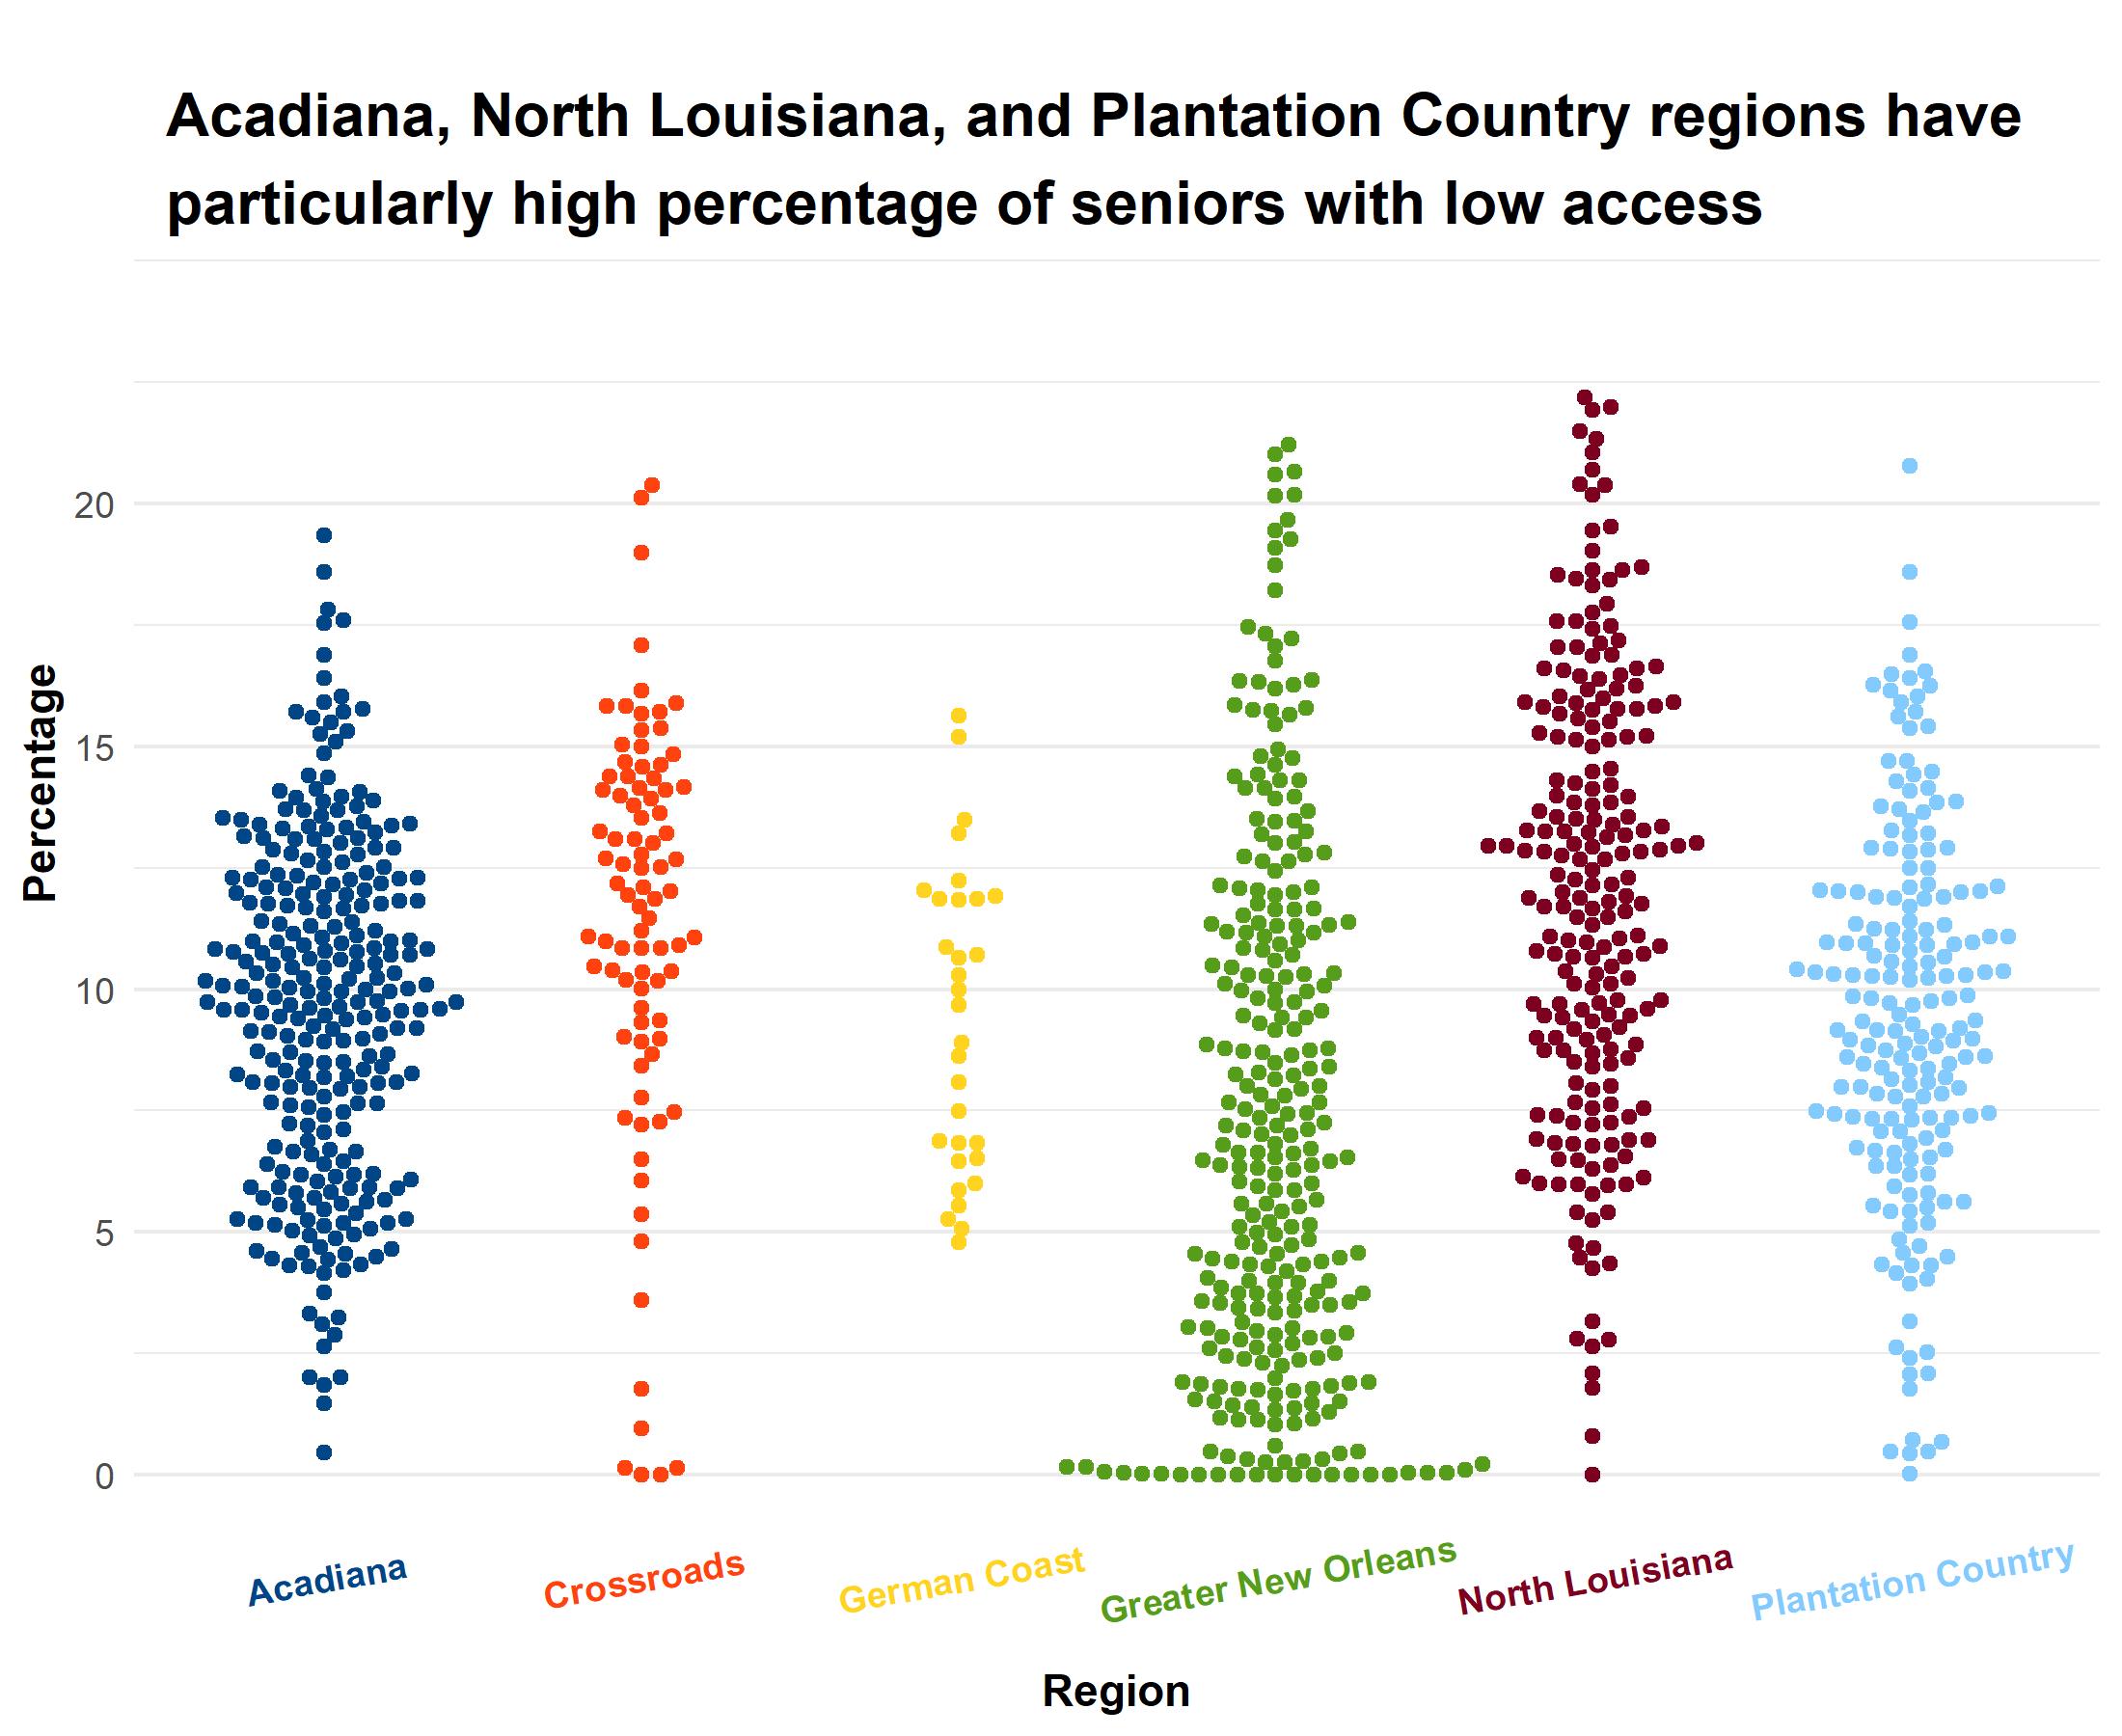 Acadiana, North Louisiana, and Plantation Country regions have
particularly high percentage of seniors with low access
Percentage
20
15
10
5
0
Acadiana
Crossroads
German Coast
Greater New Orleans
North Louisiana
Plantation Country
Region